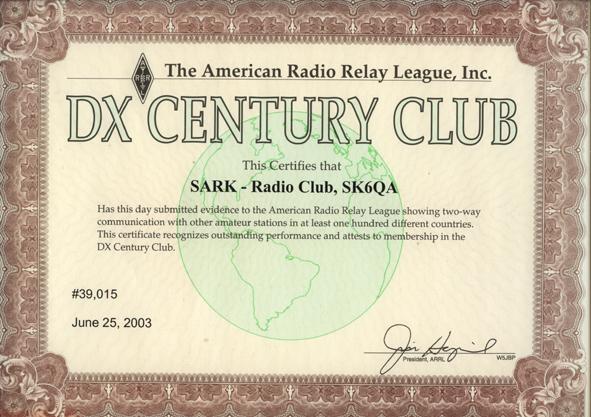 The American Radio Relay League, Inc.
DX CENTURY CLUB
This Certifies that
SARK - Radio Club, SK6QA
Has this day submitted evidence to the American Radio Relay League showing two-way
communication with other amateur stations in at least one hundred different countries.
This certificate recognizes outstanding performance and attests to membership in the
DX Century Club.
#39,015
June 25, 2003
President, ARRL
W5JBP